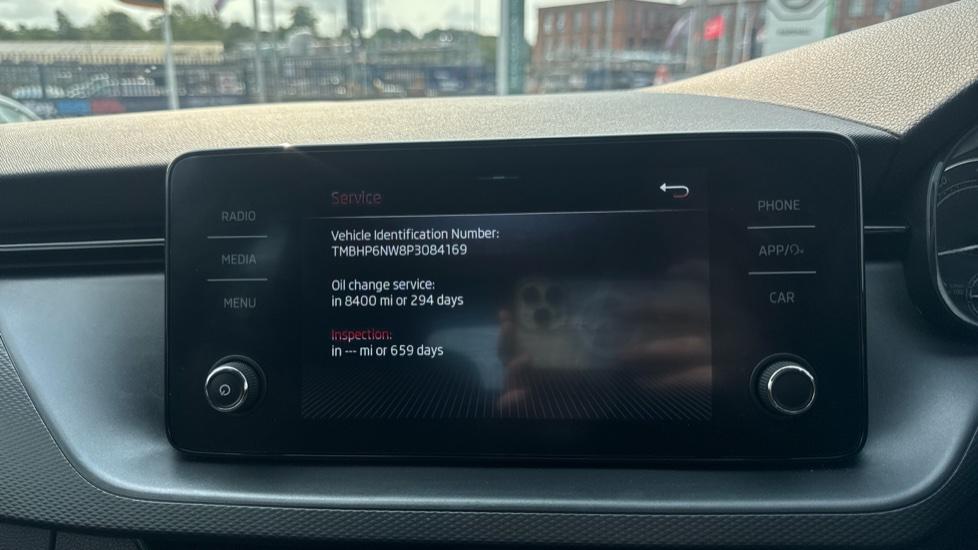 Service
RADIO
MEDIA
MENU
Vehicle Identification Number:
TMBHP6NW8P3084169
Oil change service:
in 8400 mi or 294 days
Inspection:
in --- mi or 659 days
PHONE
APP/
CAR